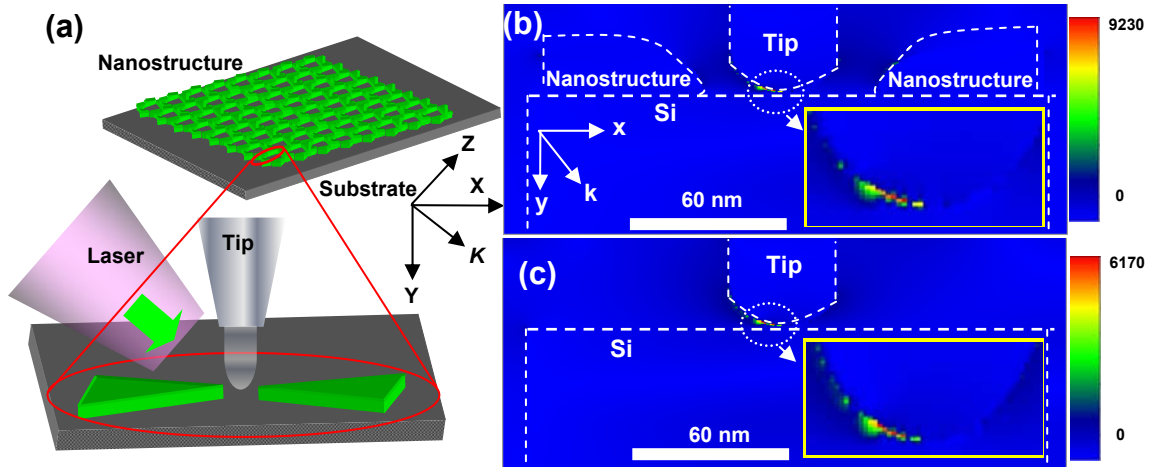 (a)
Nanostructure
Z
Substrate
X
K
Y
Laser
Tip
(b)
Tip
Nanostructure
Nanostructure
Si
x
k
y
60 nm
9230
0
(c)
Tip
Si
60 nm
6170
0